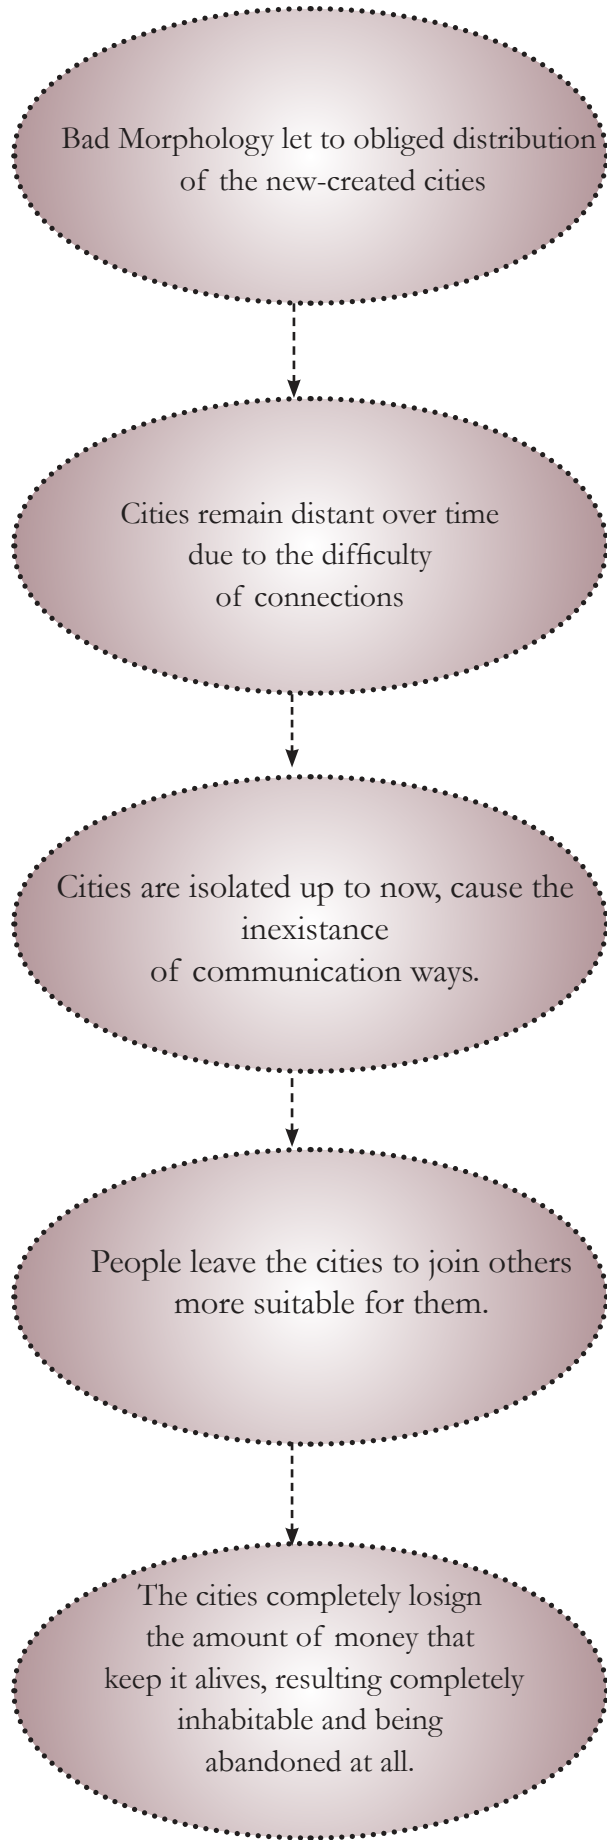 Bad Morphology let to obliged distribution
of the new-created cities
Cities remain distant over time
due to the difficulty
of connections
Cities are isolated up to now, cause the
inexistance
of communication ways.
People leave the cities to join others
more suitable for them.
The cities completely losign
the amount of money that
keep it alives, resulting completely
inhabitable and being
abandoned at all.